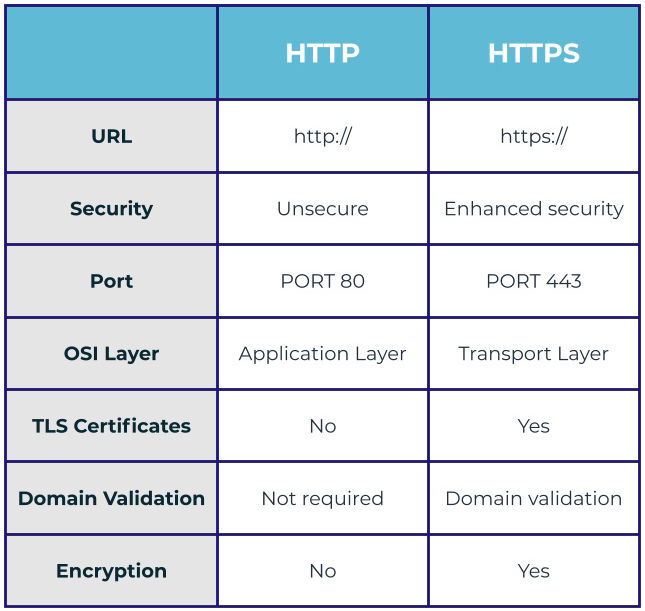 HTTP HTTPS
URL http:// https://
Security Unsecure Enhanced security
Port PORT 80 PORT 443
OSI Layer Application Layer Transport Layer
TLS Certificates No Yes
Domain Validation Not required Domain validation
Encryption No Yes